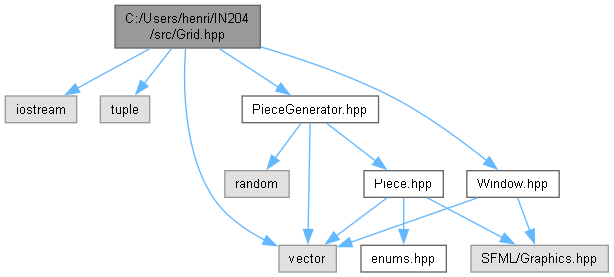 C:/Users/henri/IN204
/src/Grid.hpp
iostream
tuple
PieceGenerator.hpp
random
Piece.hpp
Window.hpp
vector
enums.hpp
SFML/Graphics.hpp